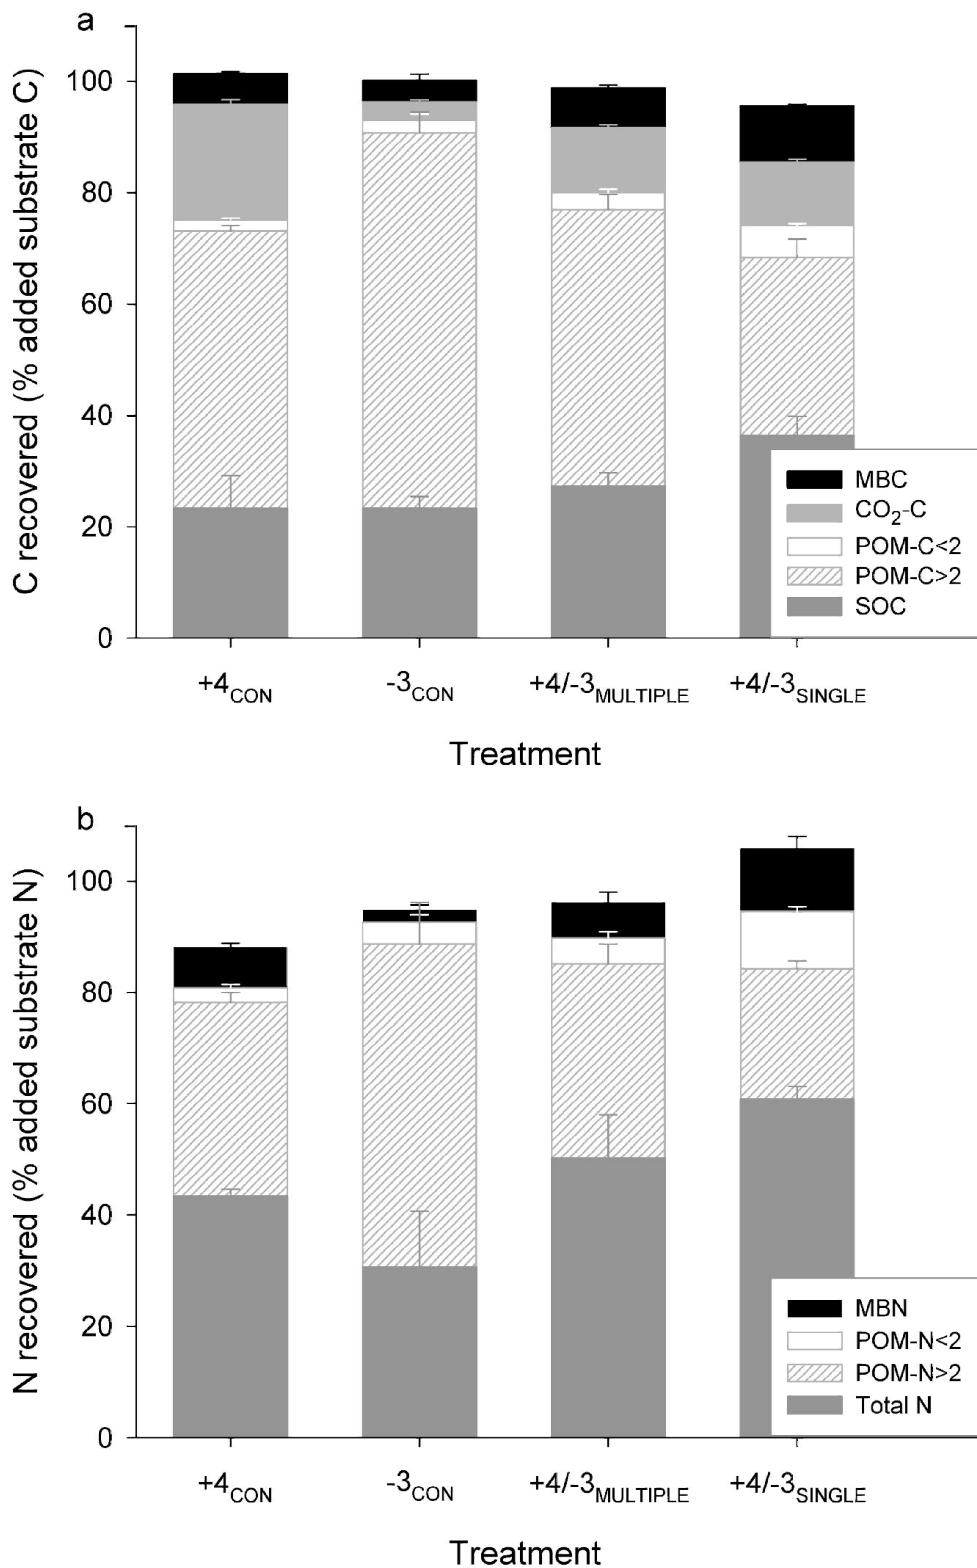 a
C recovered (% added substrate C)
100
80
60
40
20
0
MBC
CO₂-C
POM-C<2
POM-C>2
SOC
+4CON
-3CON
+4/-3MULTIPLE
+4/-3SINGLE
Treatment
b
N recovered (% added substrate N)
100
80
60
40
20
0
MBN
POM-N<2
POM-N>2
Total N
+4CON
-3CON
+4/-3MULTIPLE
+4/-3SINGLE
Treatment